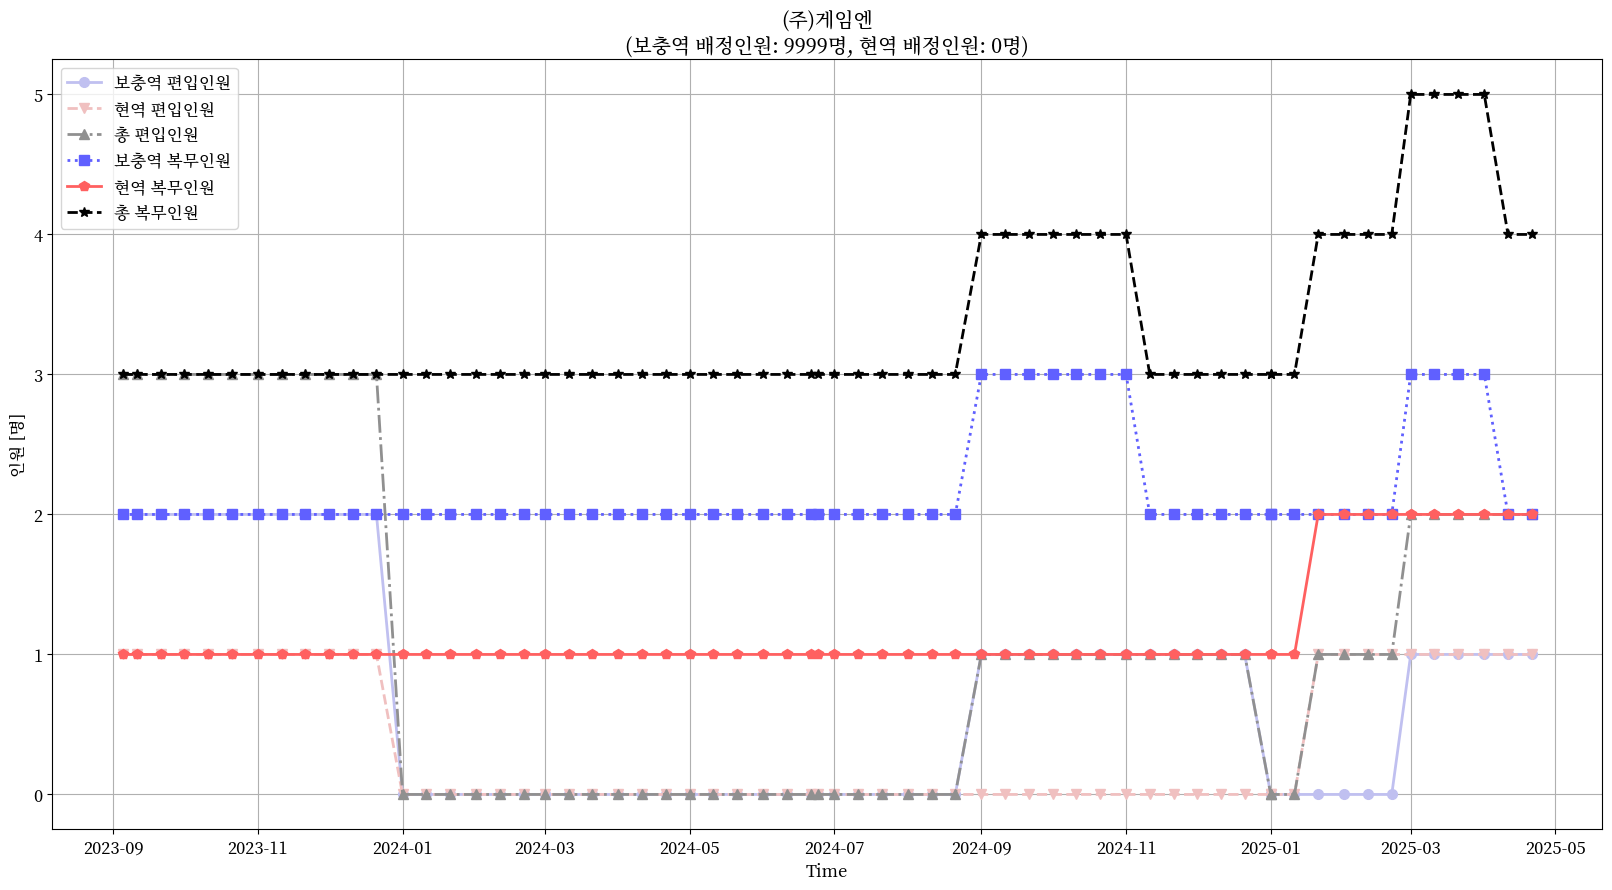 (주)게임엔
(보충역 배정인원: 9999명, 현역 배정인원: 0명)
보충역 편입인원
현역 편입인원
총 편입인원
보충역 복무인원
현역 복무인원
총 복무인원
인원 [명]
5
4
3
2
1
0
2023-09 2023-11 2024-01 2024-03 2024-05 2024-07 2024-09 2024-11 2025-01 2025-03 2025-05
Time